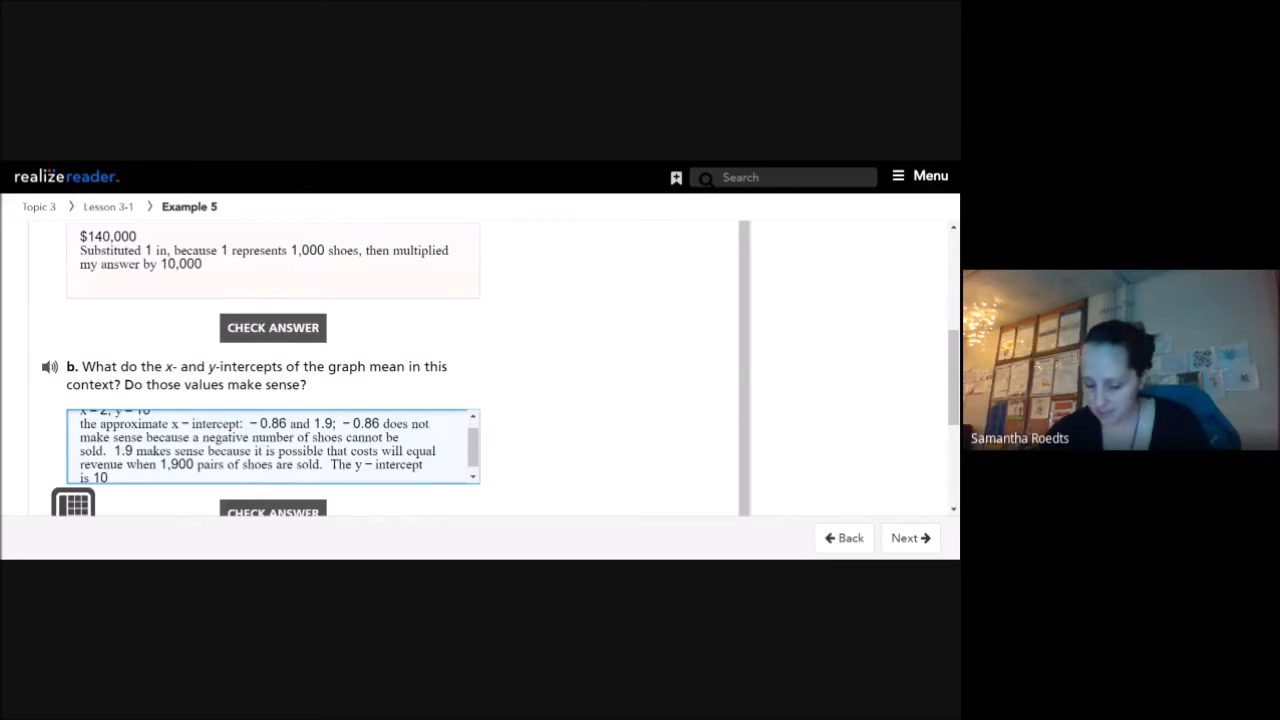 realizereader.
Search
Menu
Topic 3 > Lesson 3-1 > Example 5
$140,000
Substituted 1 in, because 1 represents 1,000 shoes, then multiplied
my answer by 10,000
CHECK ANSWER
b. What do the x- and y-intercepts of the graph mean in this
context? Do those values make sense?
x = 2, y = 10
the approximate x − intercept: − 0.86 and 1.9; − 0.86 does not
make sense because a negative number of shoes cannot be
sold. 1.9 makes sense because it is possible that costs will equal
revenue when 1,900 pairs of shoes are sold. The y − intercept
is 10
CHECK ANSWER
Back
Next
Samantha Roedts